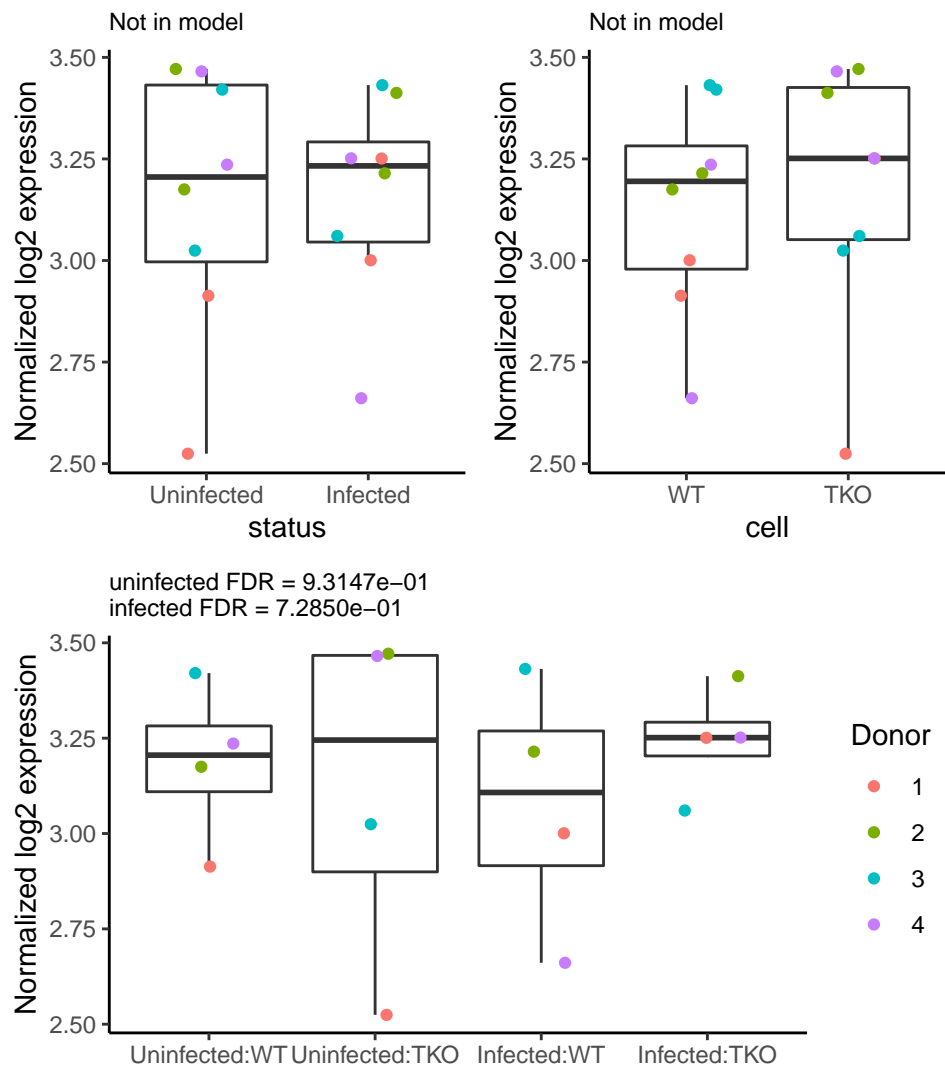 Not in model
Normalized log2 expression
3.50
3.25
3.00
2.75
2.50
Uninfected Infected
status
Not in model
Normalized log2 expression
3.50
3.25
3.00
2.75
2.50
WT TKO
cell
uninfected FDR = 9.3147e−01
infected FDR = 7.2850e−01
Normalized log2 expression
3.50
3.25
3.00
2.75
2.50
Uninfected:WT Uninfected:TKO Infected:WT Infected:TKO
Donor
1
2
3
4